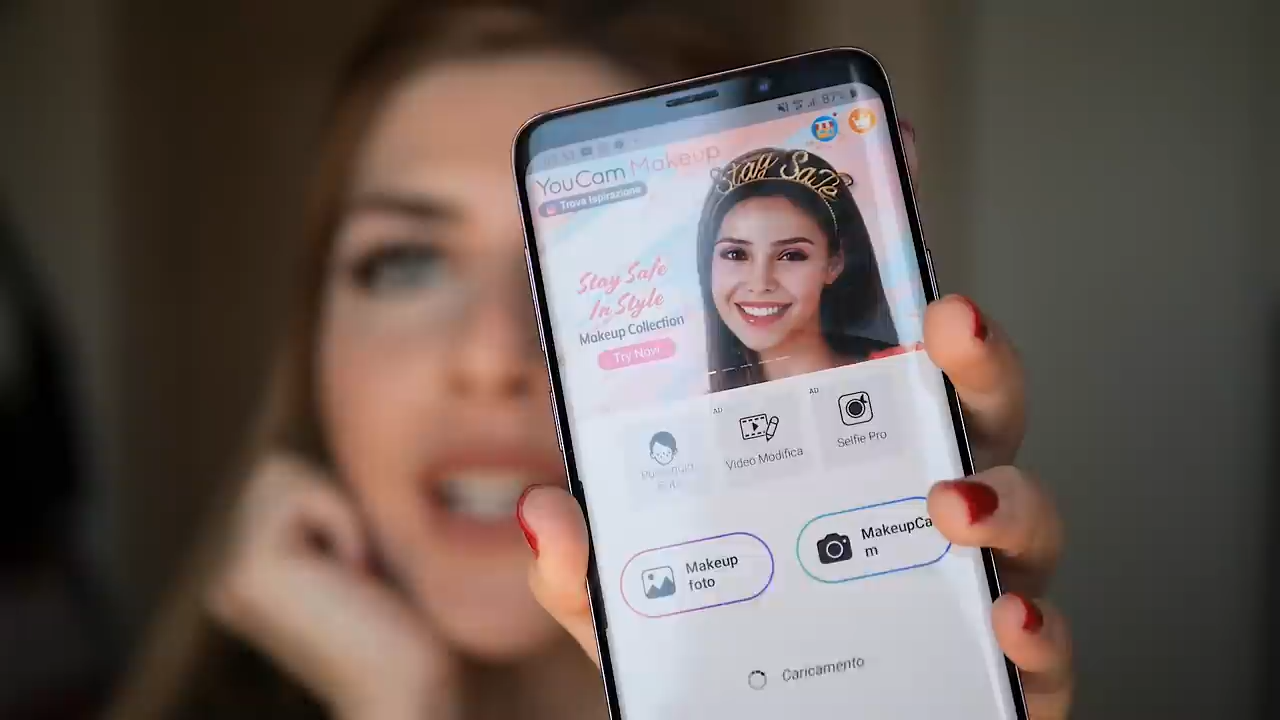 87%
YouCam Makeup
Trova Ispirazione
Stay Safe
Stay Safe
In Style
Makeup Collection
Try Now
AD
AD
Video Modifica
Selfie Pro
Makeup
foto
MakeupCa
m
Caricamento